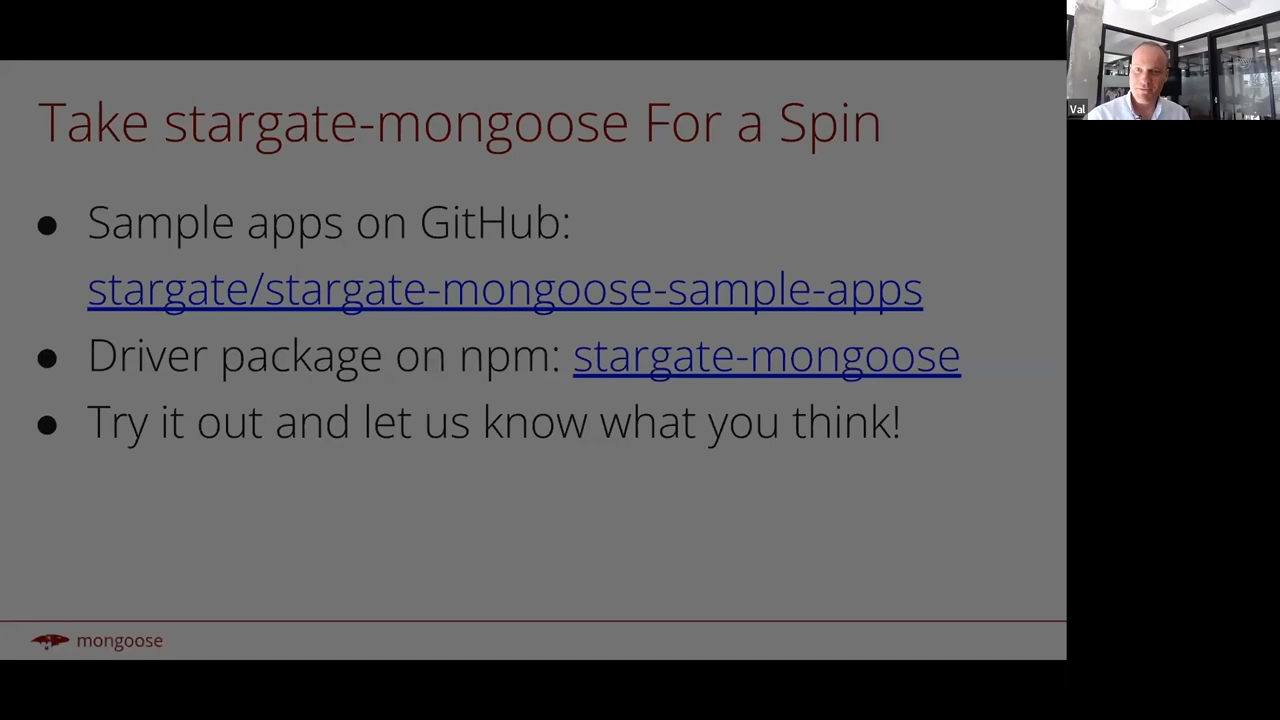 Take stargate-mongoose For a Spin
● Sample apps on GitHub:
stargate/stargate-mongoose-sample-apps
● Driver package on npm: stargate-mongoose
● Try it out and let us know what you think!
mongoose
Val